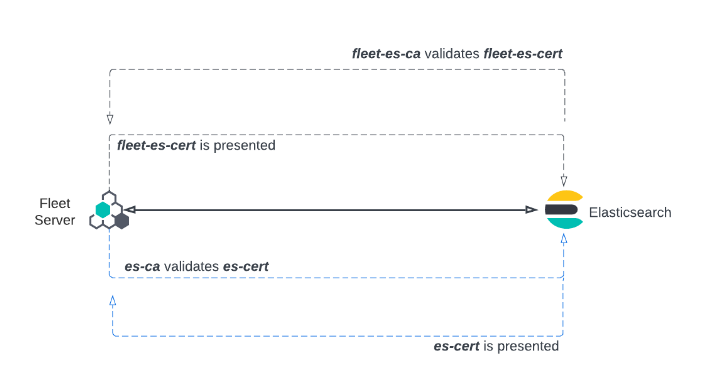 fleet-es-ca validates fleet-es-cert
fleet-es-cert is presented
Fleet
Server
Elasticsearch
es-ca validates es-cert
es-cert is presented